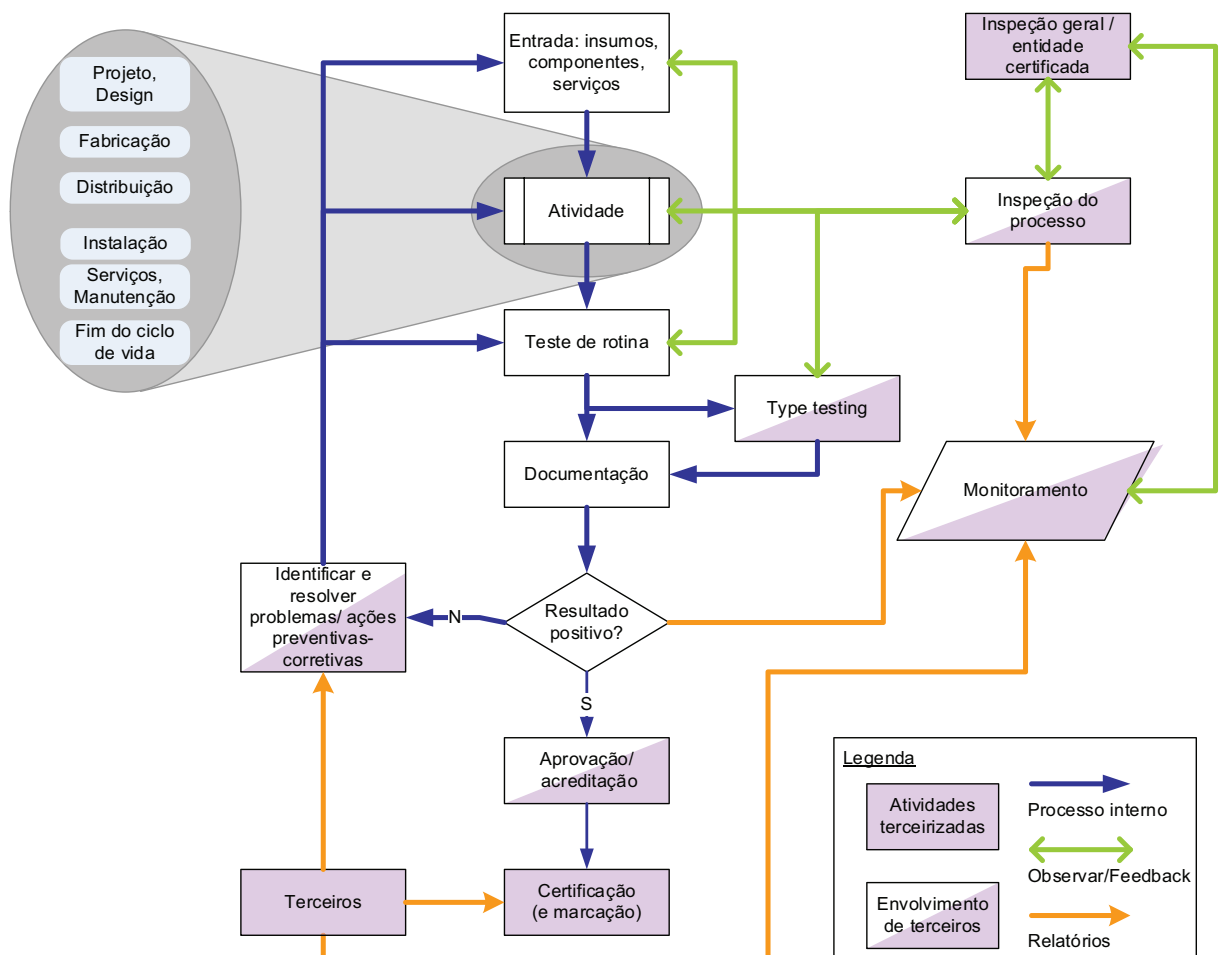 Projeto,
Design
Fabricação
Distribuição
Instalação
Serviços,
Manutenção
Fim do ciclo
de vida
Entrada: insumos,
componentes,
serviços
Atividade
Teste de rotina
Type testing
Documentação
Resultado
positivo?
N
S
Identificar e
resolver
problemas/ ações
preventivas-
corretivas
Aprovação/
acreditação
Terceiros
Certificação
(e marcação)
Inspeção geral /
entidade
certificada
Inspeção do
processo
Monitoramento
Legenda
Atividades
terceirizadas
Processo interno
Observar/Feedback
Envolvimento
de terceiros
Relatórios